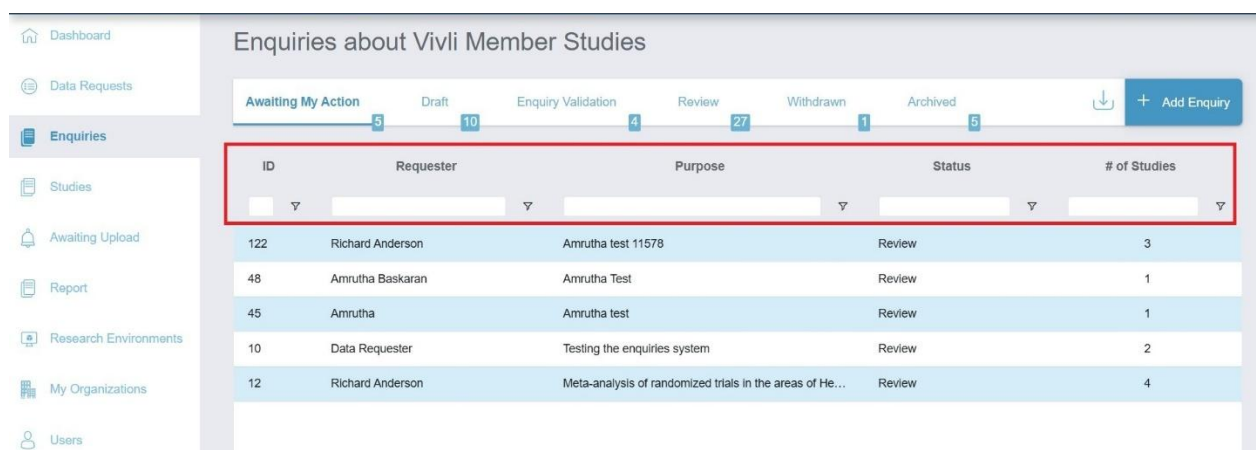 Dashboard
Data Requests
Enquiries
Studies
Awaiting Upload
Report
Research Environments
My Organizations
Users
Enquiries about Vivli Member Studies
Awaiting My Action 5 Draft 10 Enquiry Validation 4 Review 27 Withdrawn 1 Archived 5 + Add Enquiry
ID Requester Purpose Status # of Studies
122 Richard Anderson Amrutha test 11578 Review 3
48 Amrutha Baskaran Amrutha Test Review 1
45 Amrutha Amrutha test Review 1
10 Data Requester Testing the enquiries system Review 2
12 Richard Anderson Meta-analysis of randomized trials in the areas of He... Review 4